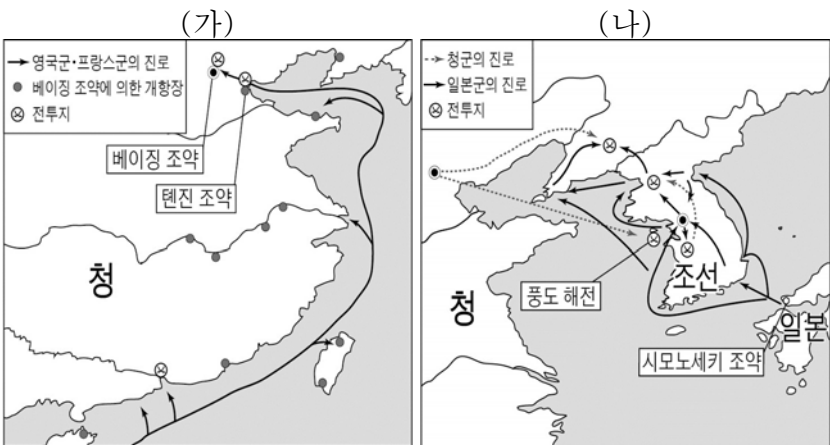 (가)
영국군·프랑스군의 진로
베이징 조약에 의한 개항장
전투지
베이징 조약
톈진 조약
청
(나)
청군의 진로
일본군의 진로
전투지
풍도 해전
조선
청
일본
시모노세키 조약